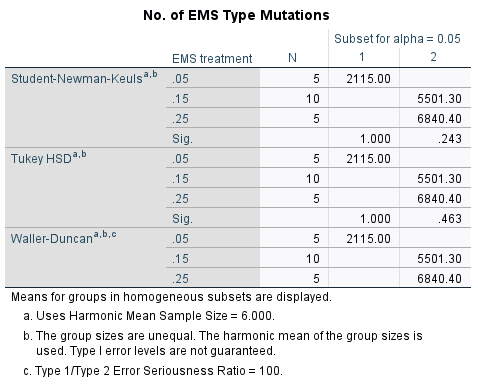 No. of EMS Type Mutations
Subset for alpha = 0.05
EMS treatment N 1 2
Student-Newman-Keuls a,b .05 5 2115.00
.15 10 5501.30
.25 5 6840.40
Sig. 1.000 .243
Tukey HSD a,b .05 5 2115.00
.15 10 5501.30
.25 5 6840.40
Sig. 1.000 .463
Waller-Duncan a,b,c .05 5 2115.00
.15 10 5501.30
.25 5 6840.40
Means for groups in homogeneous subsets are displayed.
a. Uses Harmonic Mean Sample Size = 6.000.
b. The group sizes are unequal. The harmonic mean of the group sizes is
used. Type I error levels are not guaranteed.
c. Type 1/Type 2 Error Seriousness Ratio = 100.